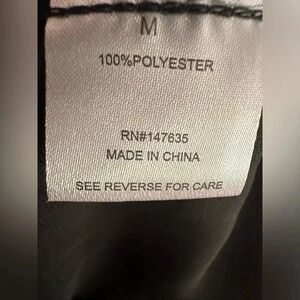 M
100%POLYESTER
RN#147635
MADE IN CHINA
SEE REVERSE FOR CARE